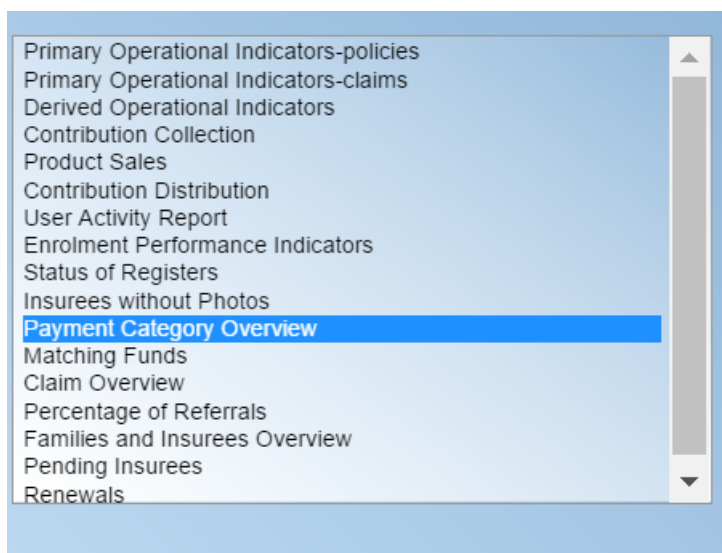 Primary Operational Indicators-policies
Primary Operational Indicators-claims
Derived Operational Indicators
Contribution Collection
Product Sales
Contribution Distribution
User Activity Report
Enrolment Performance Indicators
Status of Registers
Insurees without Photos
Payment Category Overview
Matching Funds
Claim Overview
Percentage of Referrals
Families and Insurees Overview
Pending Insurees
Renewals